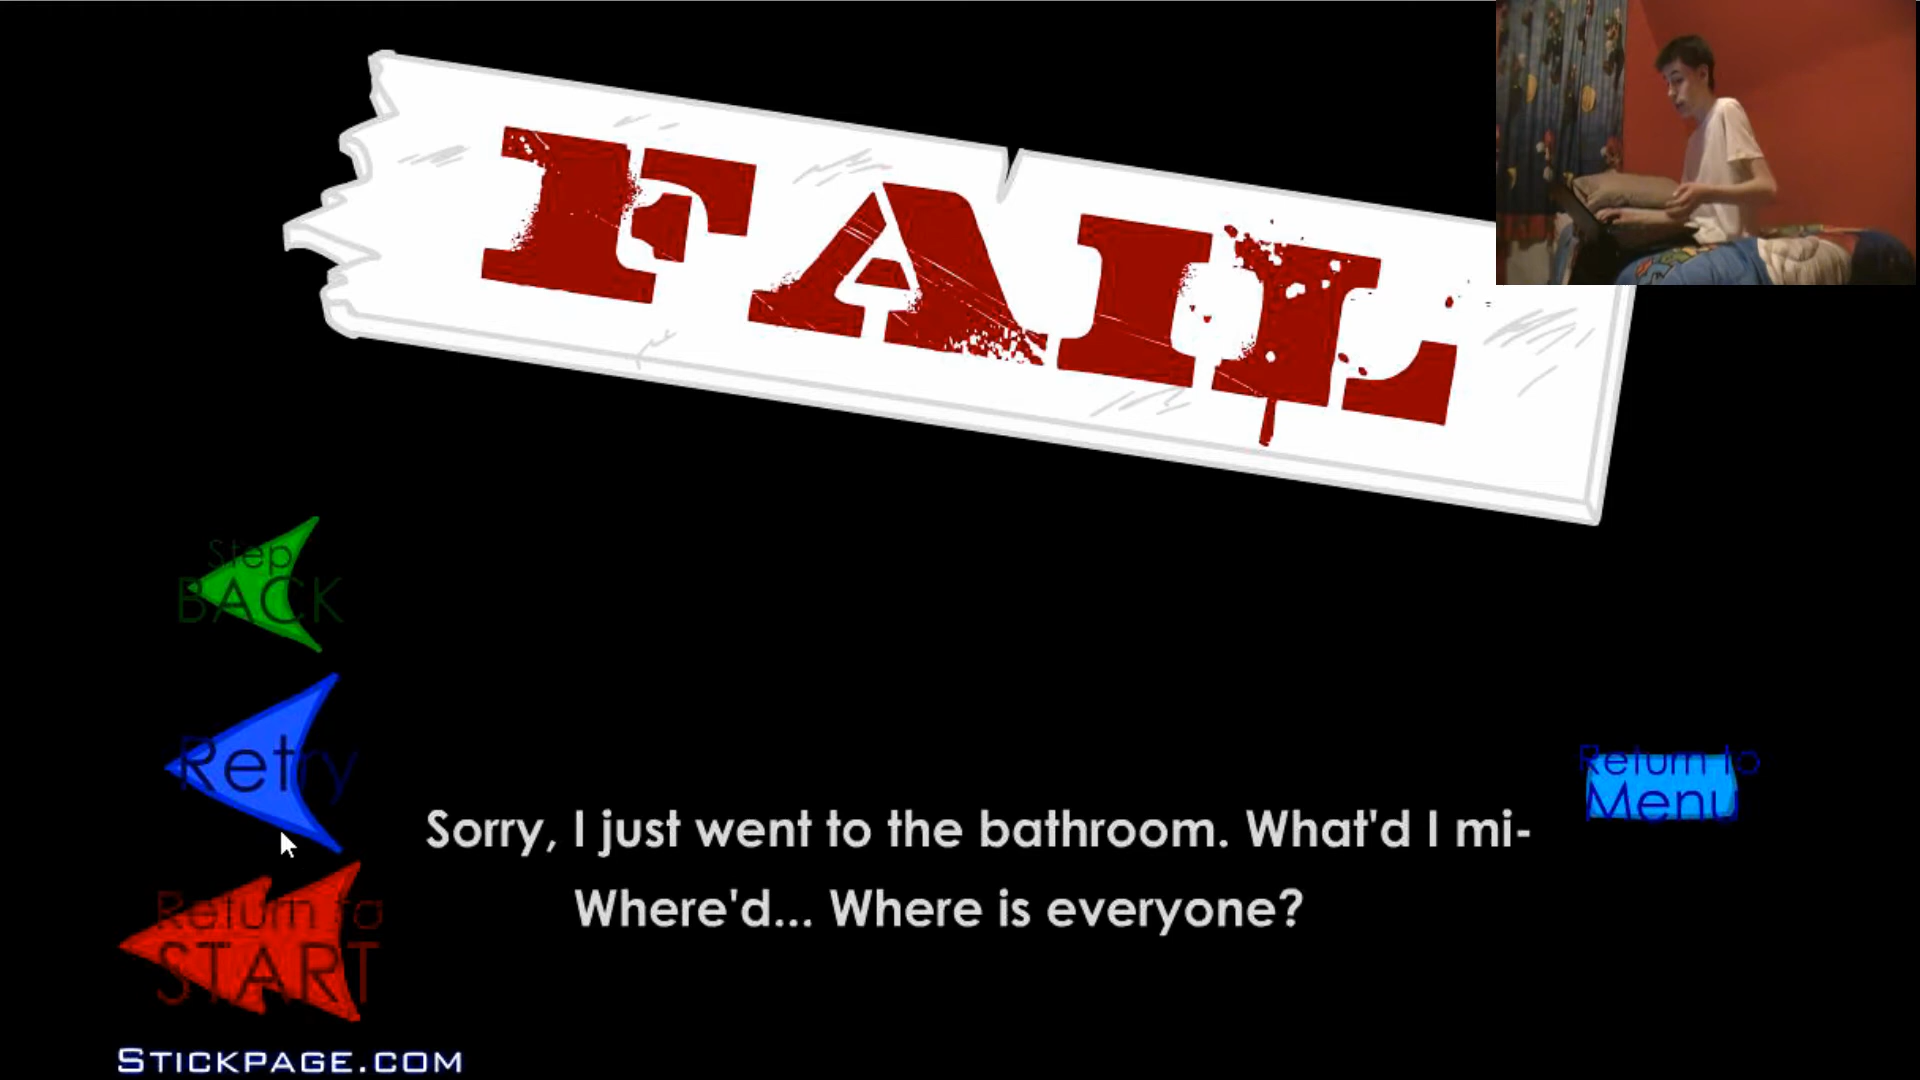 FAIL
Step
BACK
Retry
Return to
Menu
Sorry, I just went to the bathroom. What'd I mi-
Where'd... Where is everyone?
Return to
START
STICKPAGE.COM